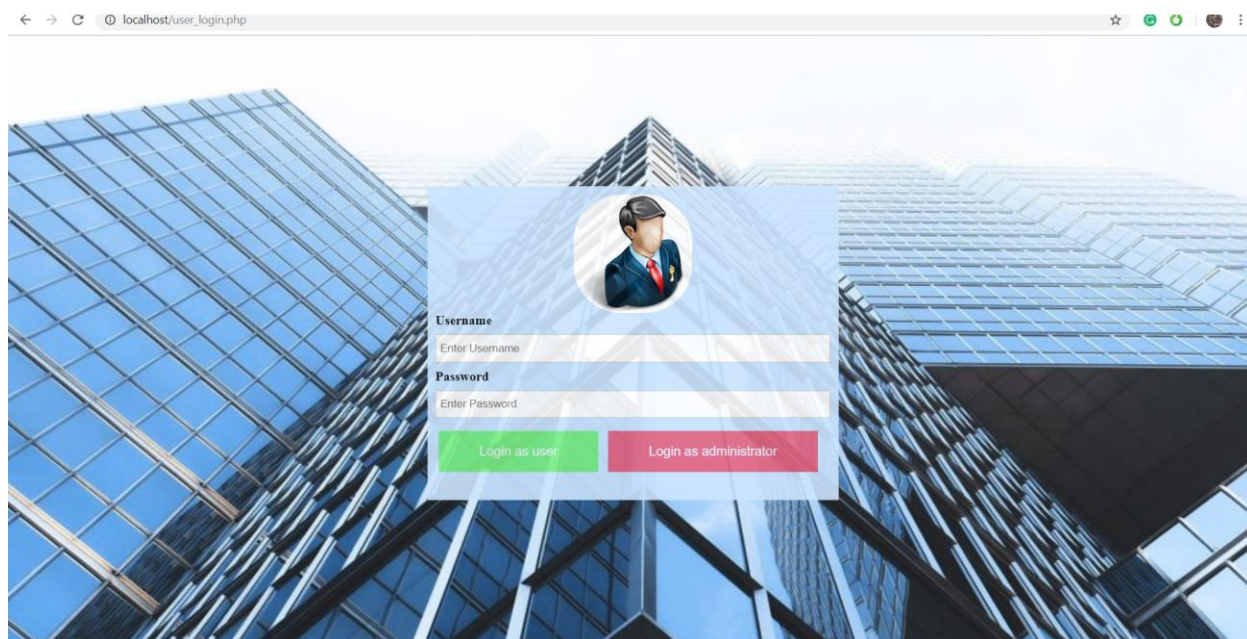 localhost/user_login.php
Username
Enter Username
Password
Enter Password
Login as user
Login as administrator